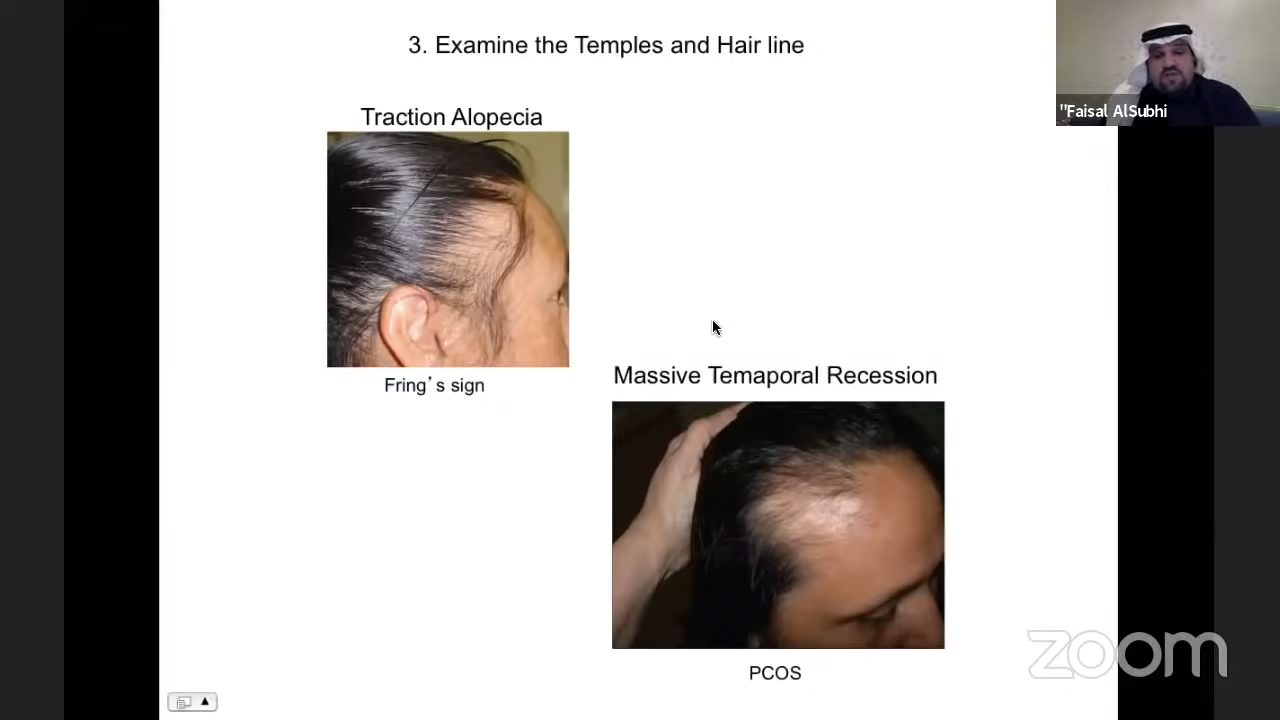 3. Examine the Temples and Hair line
"Faisal AlSubhi
Traction Alopecia
Fring's sign
Massive Temaporal Recession
PCOS
zoom